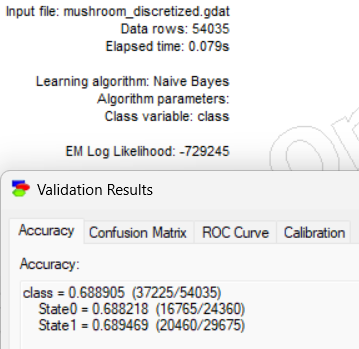 Input file: mushroom_discretized.gdat
Data rows: 54035
Elapsed time: 0.079s
Learning algorithm: Naive Bayes
Algorithm parameters:
Class variable: class
EM Log Likelihood: -729245
Validation Results
Accuracy Confusion Matrix ROC Curve Calibration
Accuracy:
class = 0.688905 (37225/54035)
State0 = 0.688218 (16765/24360)
State1 = 0.689469 (20460/29675)